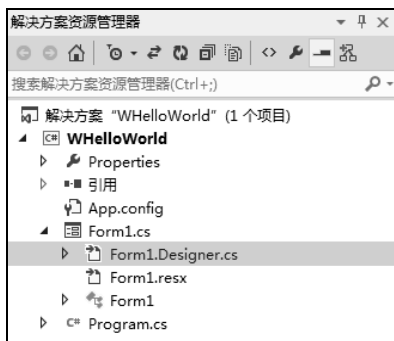 解决方案资源管理器
搜索解决方案资源管理器(Ctrl+;)
解决方案 "WHelloWorld" (1 个项目)
C# WHelloWorld
Properties
引用
App.config
Form1.cs
Form1.Designer.cs
Form1.resx
Form1
C# Program.cs